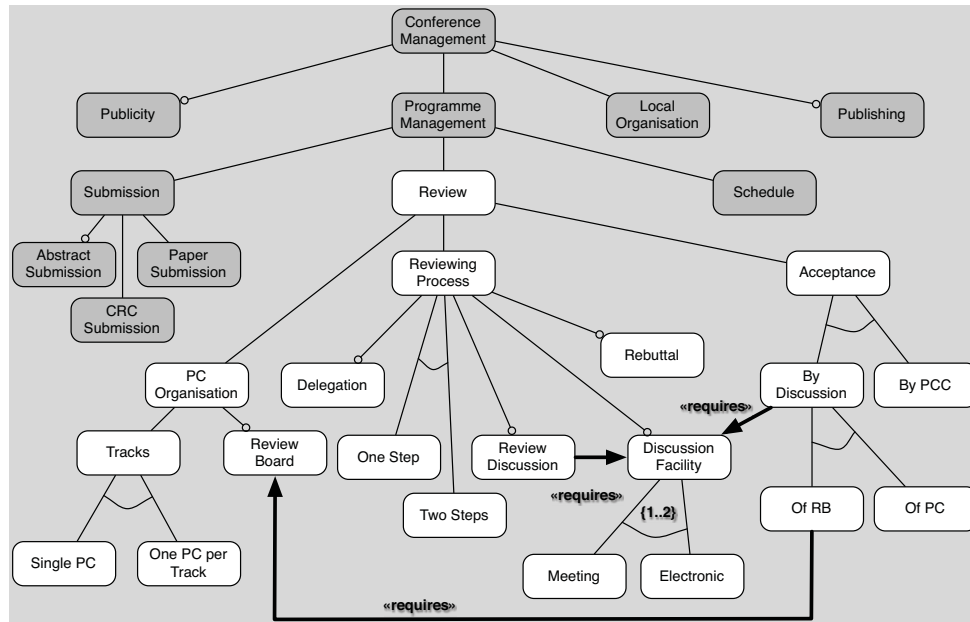 Conference
Management
Publicity
Programme
Management
Local
Organisation
Publishing
Submission
Review
Schedule
Abstract
Submission
Paper
Submission
CRC
Submission
Reviewing
Process
Acceptance
Rebuttal
PC
Organisation
Delegation
By
Discussion
By PCC
«requires»
Tracks
Review
Board
One Step
Review
Discussion
Discussion
Facility
«requires»
{1..2}
Two Steps
Of RB
Of PC
Single PC
One PC per
Track
Meeting
Electronic
«requires»